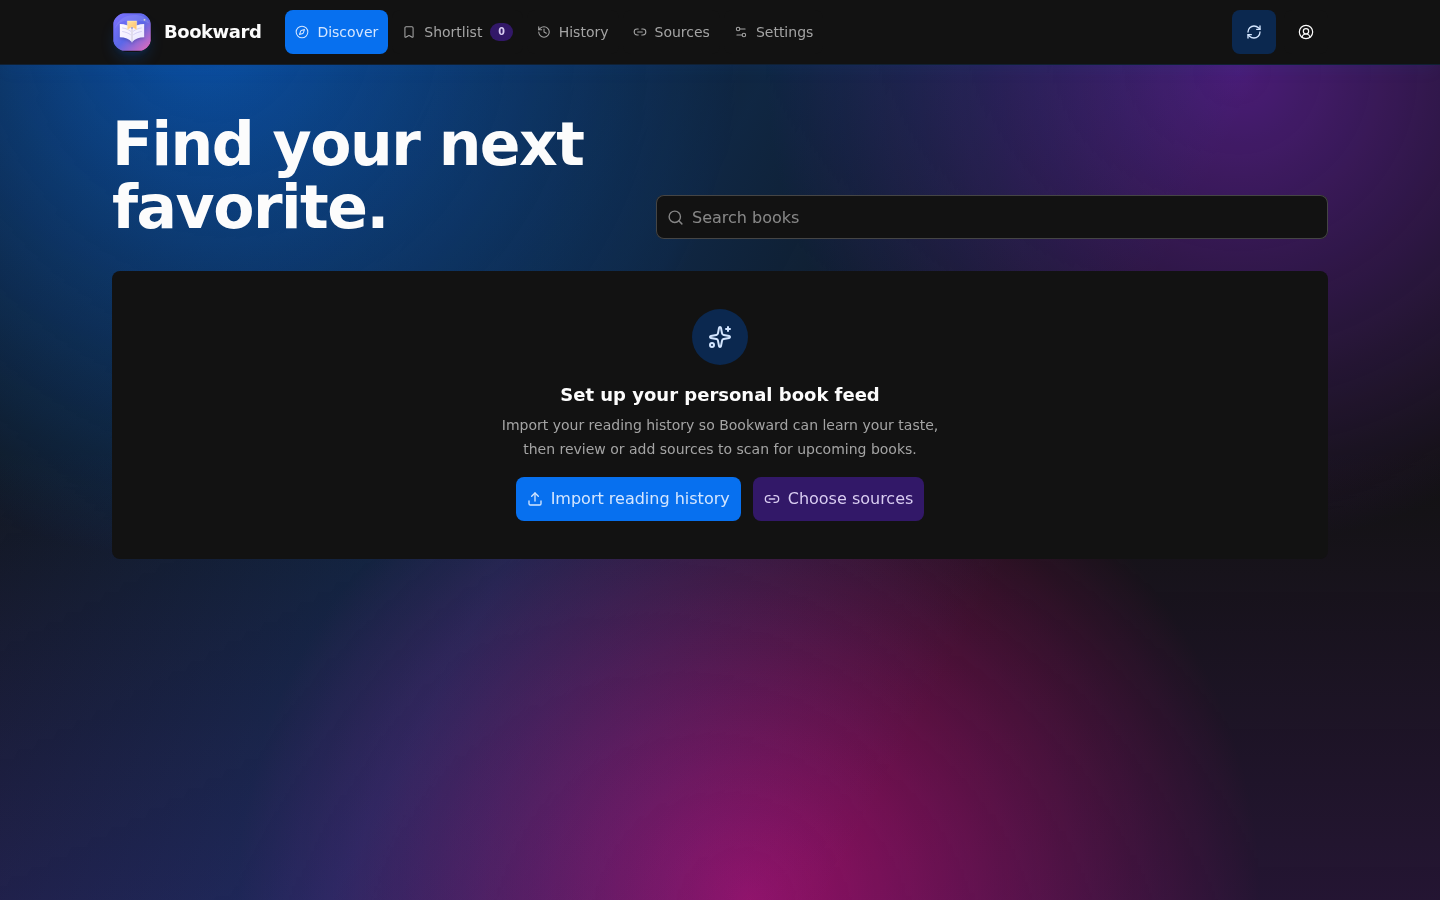 Bookward
Discover
Shortlist 0
History
Sources
Settings
Find your next
favorite.
Search books
Set up your personal book feed
Import your reading history so Bookward can learn your taste,
then review or add sources to scan for upcoming books.
Import reading history
Choose sources